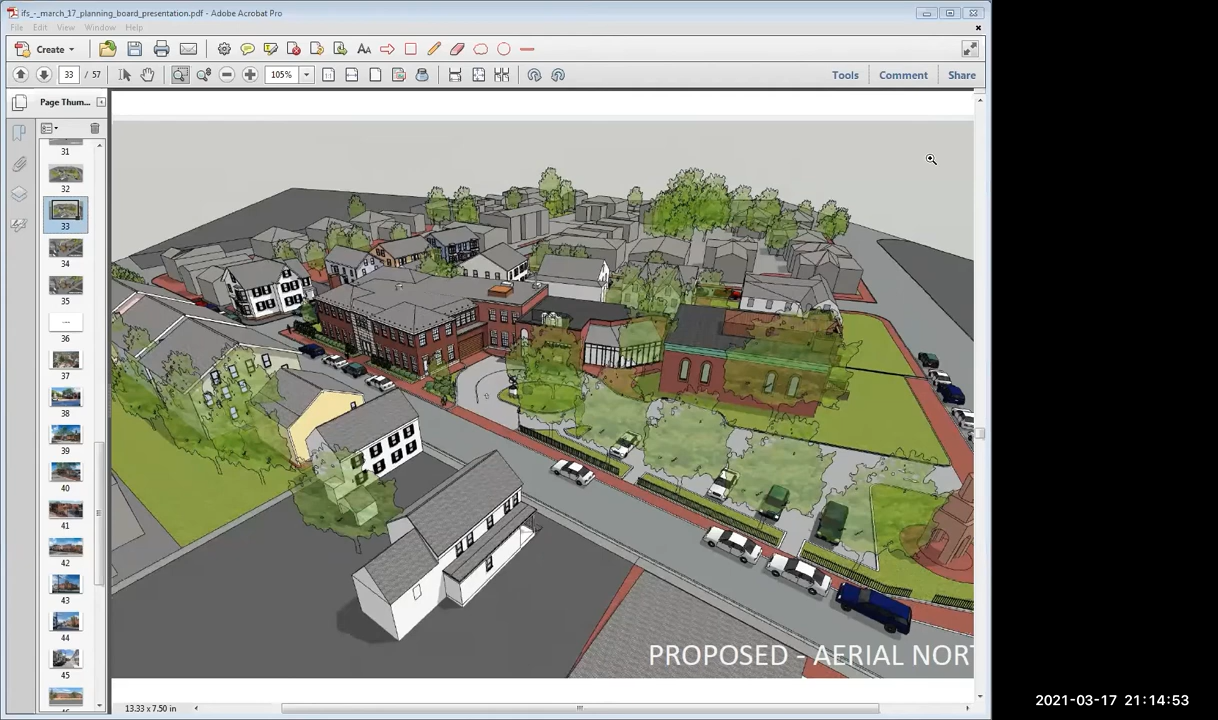 ifs_-_march_17_planning_board_presentation.pdf - Adobe Acrobat Pro
File Edit View Window Help
Create
33 / 57
105%
Tools Comment Share
Page Thum...
31
32
33
34
35
36
37
38
39
40
41
42
43
44
45
PROPOSED - AERIAL NORT
13.33 x 7.50 in
2021-03-17 21:14:53